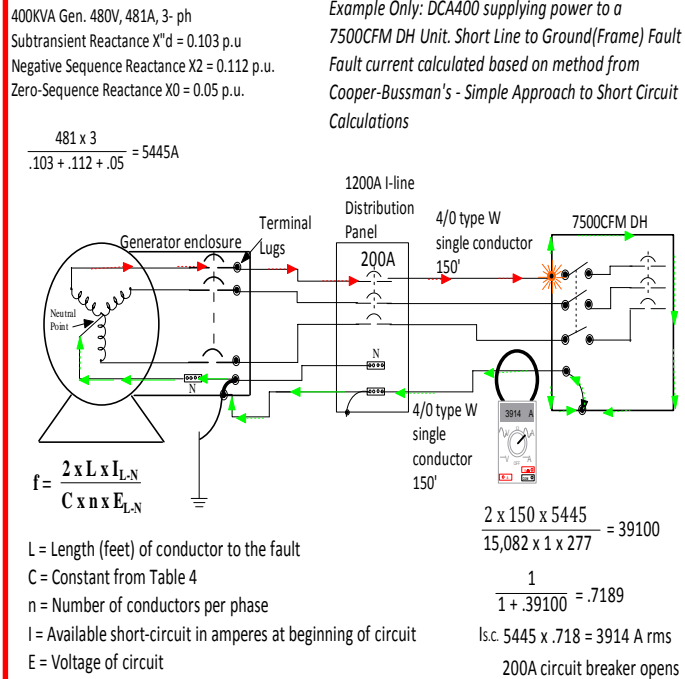 400KVA Gen. 480V, 481A, 3- ph
Subtransient Reactance X"d = 0.103 p.u
Negative Sequence Reactance X2 = 0.112 p.u.
Zero-Sequence Reactance X0 = 0.05 p.u.
Example Only: DCA400 supplying power to a
7500CFM DH Unit. Short Line to Ground(Frame) Fault
Fault current calculated based on method from
Cooper-Bussman's - Simple Approach to Short Circuit
Calculations
481 x 3
.103 + .112 + .05
= 5445A
Generator enclosure
Terminal
Lugs
1200A I-line
Distribution
Panel
200A
4/0 type W
single conductor
150'
7500CFM DH
Neutral
Point
N
N
4/0 type W
single
conductor
150'
3914 A
OFF
f = 2 x L x I L-N
C x n x E L-N
L = Length (feet) of conductor to the fault
C = Constant from Table 4
n = Number of conductors per phase
I = Available short-circuit in amperes at beginning of circuit
E = Voltage of circuit
2 x 150 x 5445
15,082 x 1 x 277
= 39100
1
1 + .39100
= .7189
Is.c. 5445 x .718 = 3914 A rms
200A circuit breaker opens